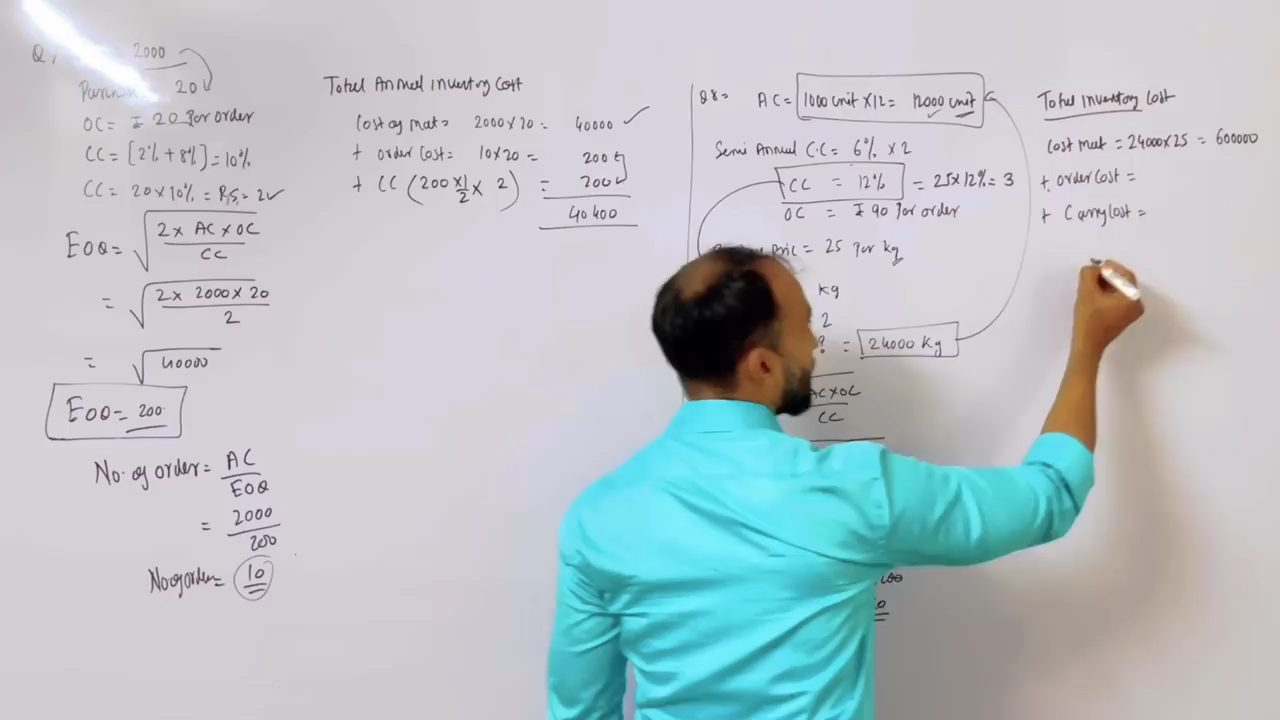 Q, 2000
Purch 20
OC = ₹ 20 Per order
CC = [2% + 8%] = 10%
CC = 20 × 10% = Rs. = 2 ✓
EOQ = √ 2 × AC × OC
CC
= √ 2 × 2000 × 20
2
= √ 40000
EOQ = 200
No. of order = AC
EOQ
= 2000
200
No of order = 10
Total Annual Inventory Cost
Cost of mat = 2000 × 20 = 40000 ✓
+ order Cost = 10 × 20 = 200
+ CC (200 × 1/2 × 2) = 200
40400
Q8 = AC = 1000 unit × 12 = 12000 unit
Semi Annual C.C = 6% × 2
CC = 12% = 25 × 12% = 3
OC = ₹ 90 Per order
Pric = 25 Per kg
kg
2
? = 24000 Kg
AC × OC
CC
Total Inventory Cost
Cost mat = 24000 × 25 = 600000
+ order Cost =
+ Carry Cost =